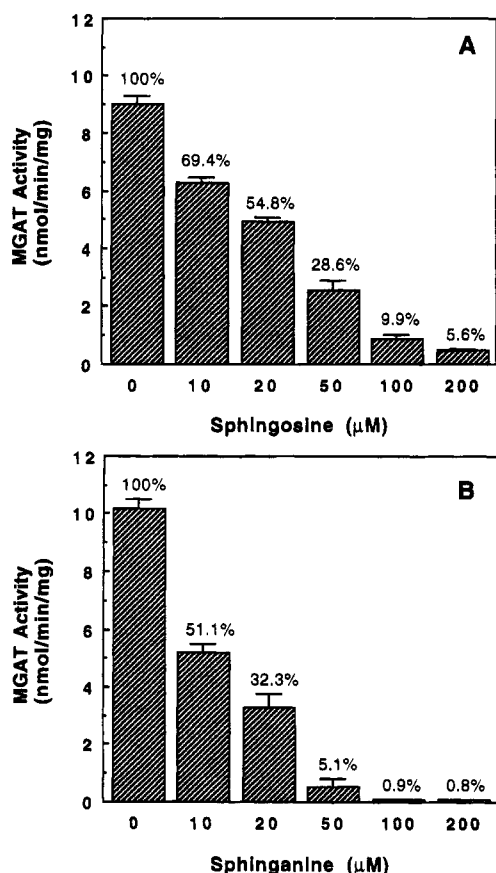 12
A
100%
10
8
69.4%
6
54.8%
4
28.6%
2
9.9%
5.6%
0
MGAT Activity
(nmol/min/mg)
0 10 20 50 100 200
Sphingosine (μM)
12
B
100%
10
8
51.1%
6
32.3%
4
2
5.1%
0.9% 0.8%
0
MGAT Activity
(nmol/min/mg)
0 10 20 50 100 200
Sphinganine (μM)